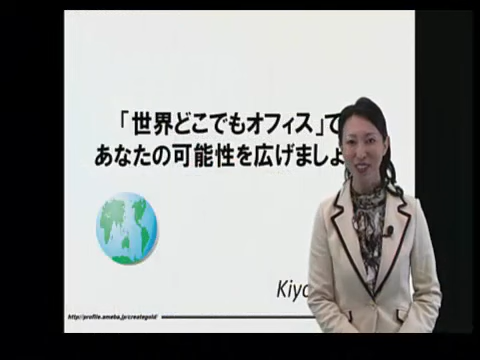 「世界どこでもオフィス」で
あなたの可能性を広げましょ
Kiyo
http://profile.ameba.jp/creategold/